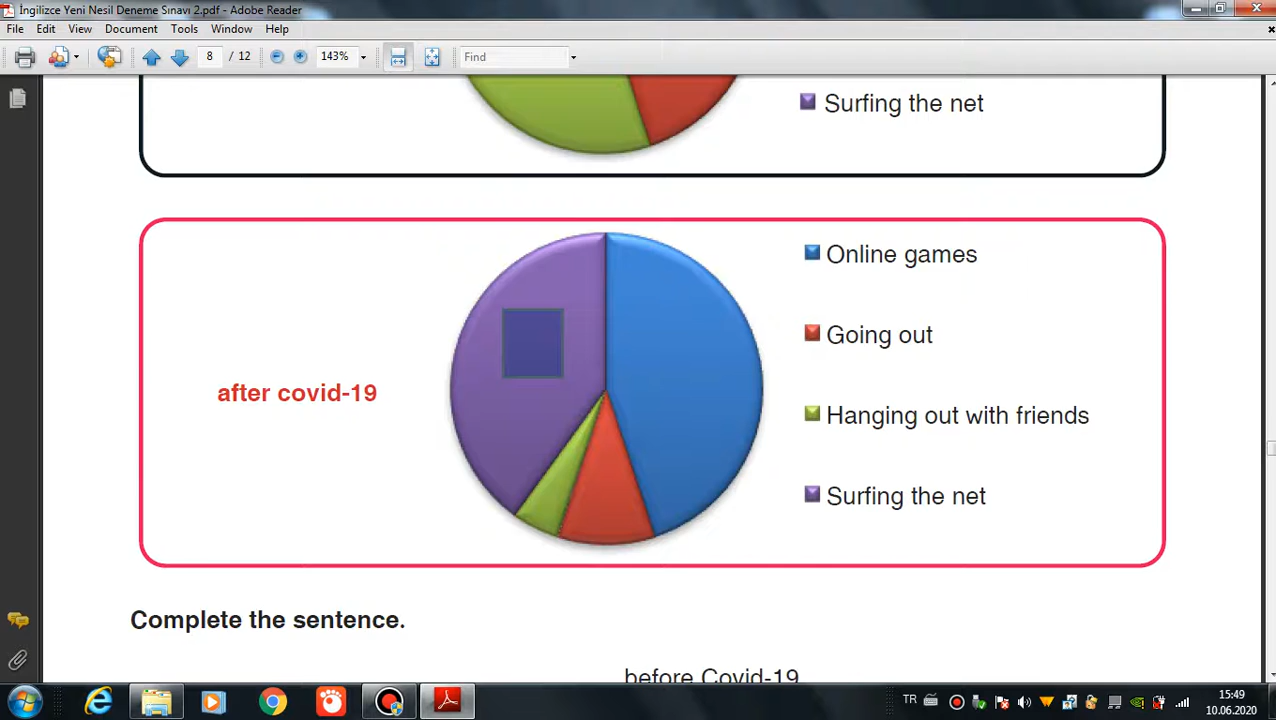 İngilizce Yeni Nesil Deneme Sınavı 2.pdf - Adobe Reader
File Edit View Document Tools Window Help
8 / 12 143% Find
Surfing the net
Online games
Going out
after covid-19
Hanging out with friends
Surfing the net
Complete the sentence.
before Covid-19
TR
15:49
10.06.2020